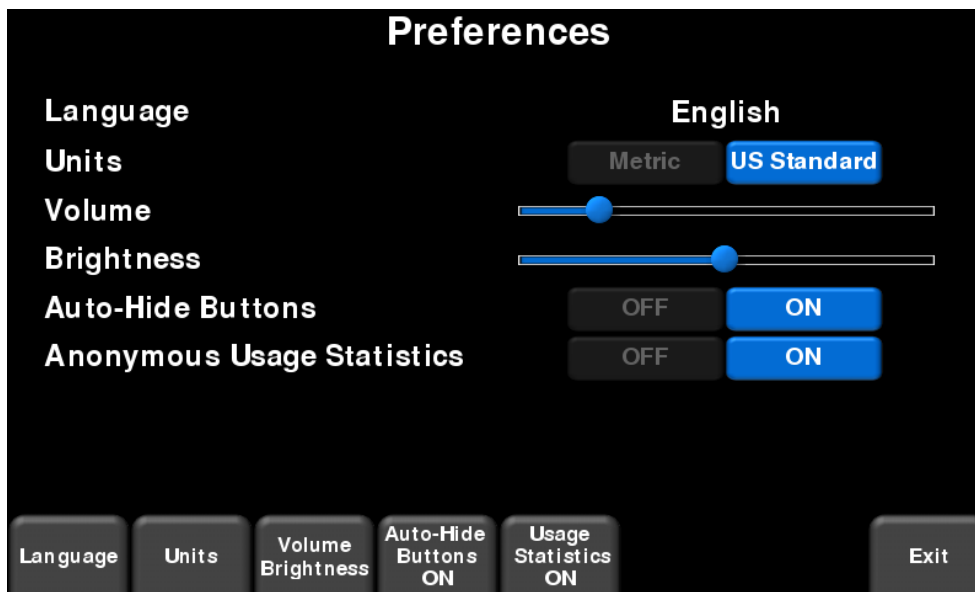 Preferences
Language English
Units Metric US Standard
Volume
Brightness
Auto-Hide Buttons OFF ON
Anonymous Usage Statistics OFF ON
Language
Units
Volume
Brightness
Auto-Hide
Buttons
ON
Usage
Statistics
ON
Exit